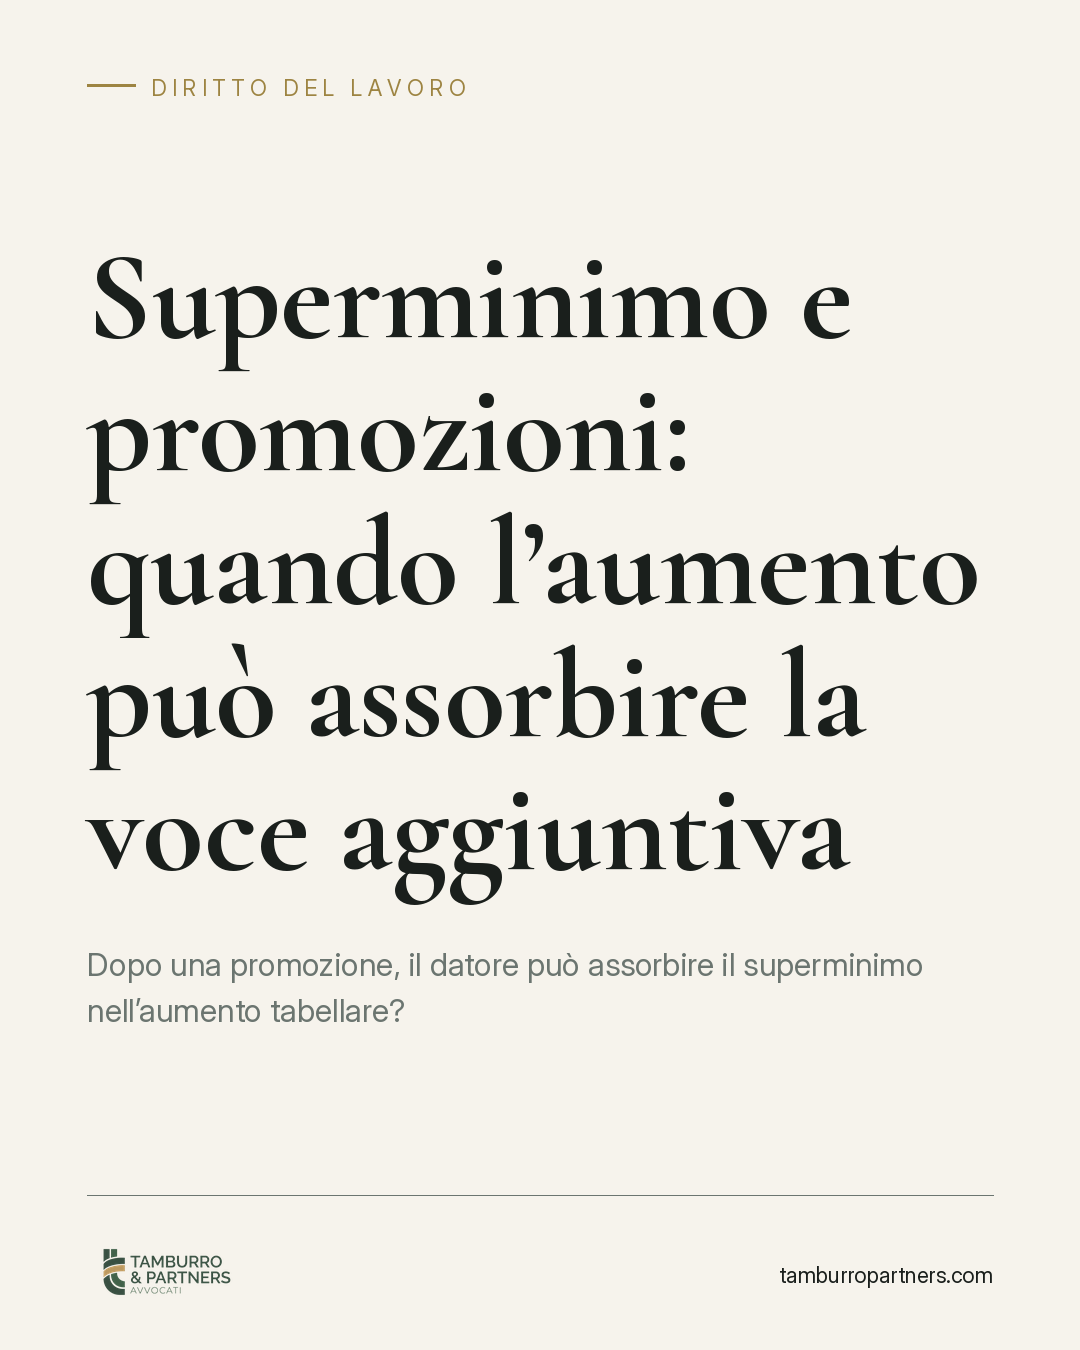 DIRITTO DEL LAVORO
Superminimo e
promozioni:
quando l’aumento
può assorbire la
voce aggiuntiva
Dopo una promozione, il datore può assorbire il superminimo
nell’aumento tabellare?
TAMBURRO
& PARTNERS
AVVOCATI
tamburropartners.com